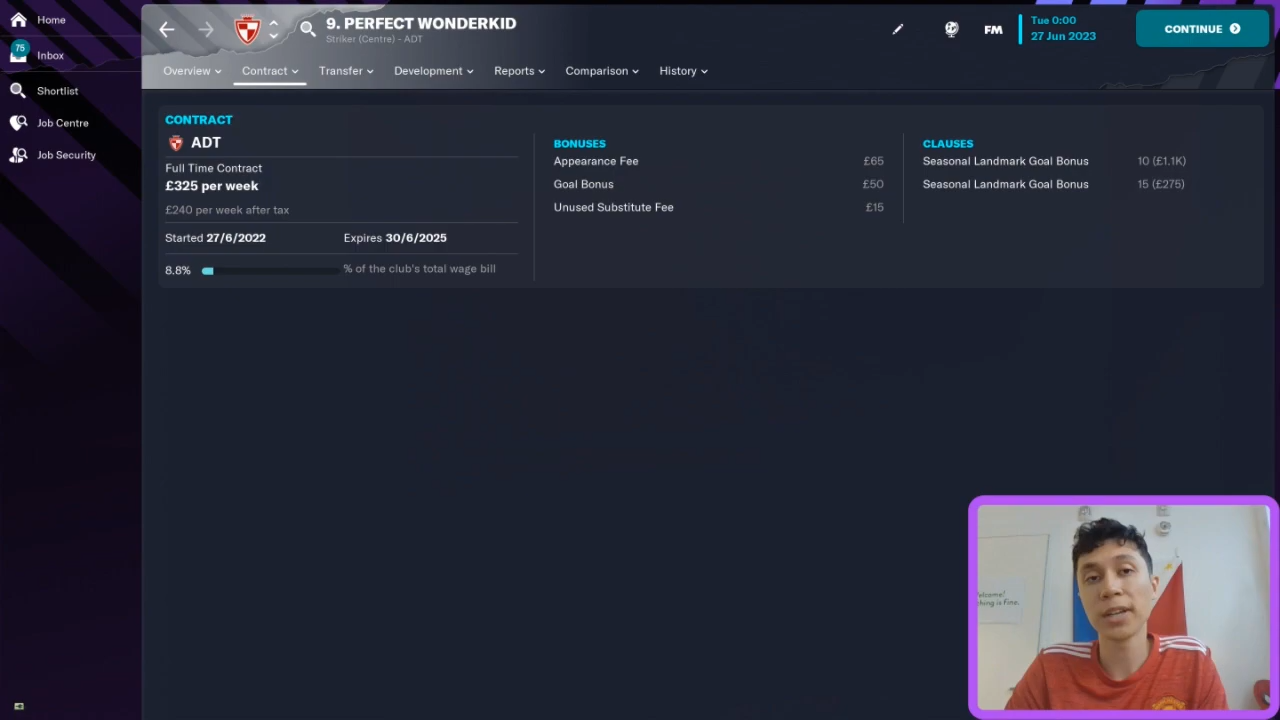 Home
75
Inbox
Shortlist
Job Centre
Job Security
9. PERFECT WONDERKID
Striker (Centre) - ADT
FM
Tue 0:00
27 Jun 2023
CONTINUE
Overview
Contract
Transfer
Development
Reports
Comparison
History
CONTRACT
ADT
Full Time Contract
£325 per week
£240 per week after tax
Started 27/6/2022
Expires 30/6/2025
8.8%
% of the club's total wage bill
BONUSES
Appearance Fee £65
Goal Bonus £50
Unused Substitute Fee £15
CLAUSES
Seasonal Landmark Goal Bonus 10 (£1.1K)
Seasonal Landmark Goal Bonus 15 (£275)
is Fine.